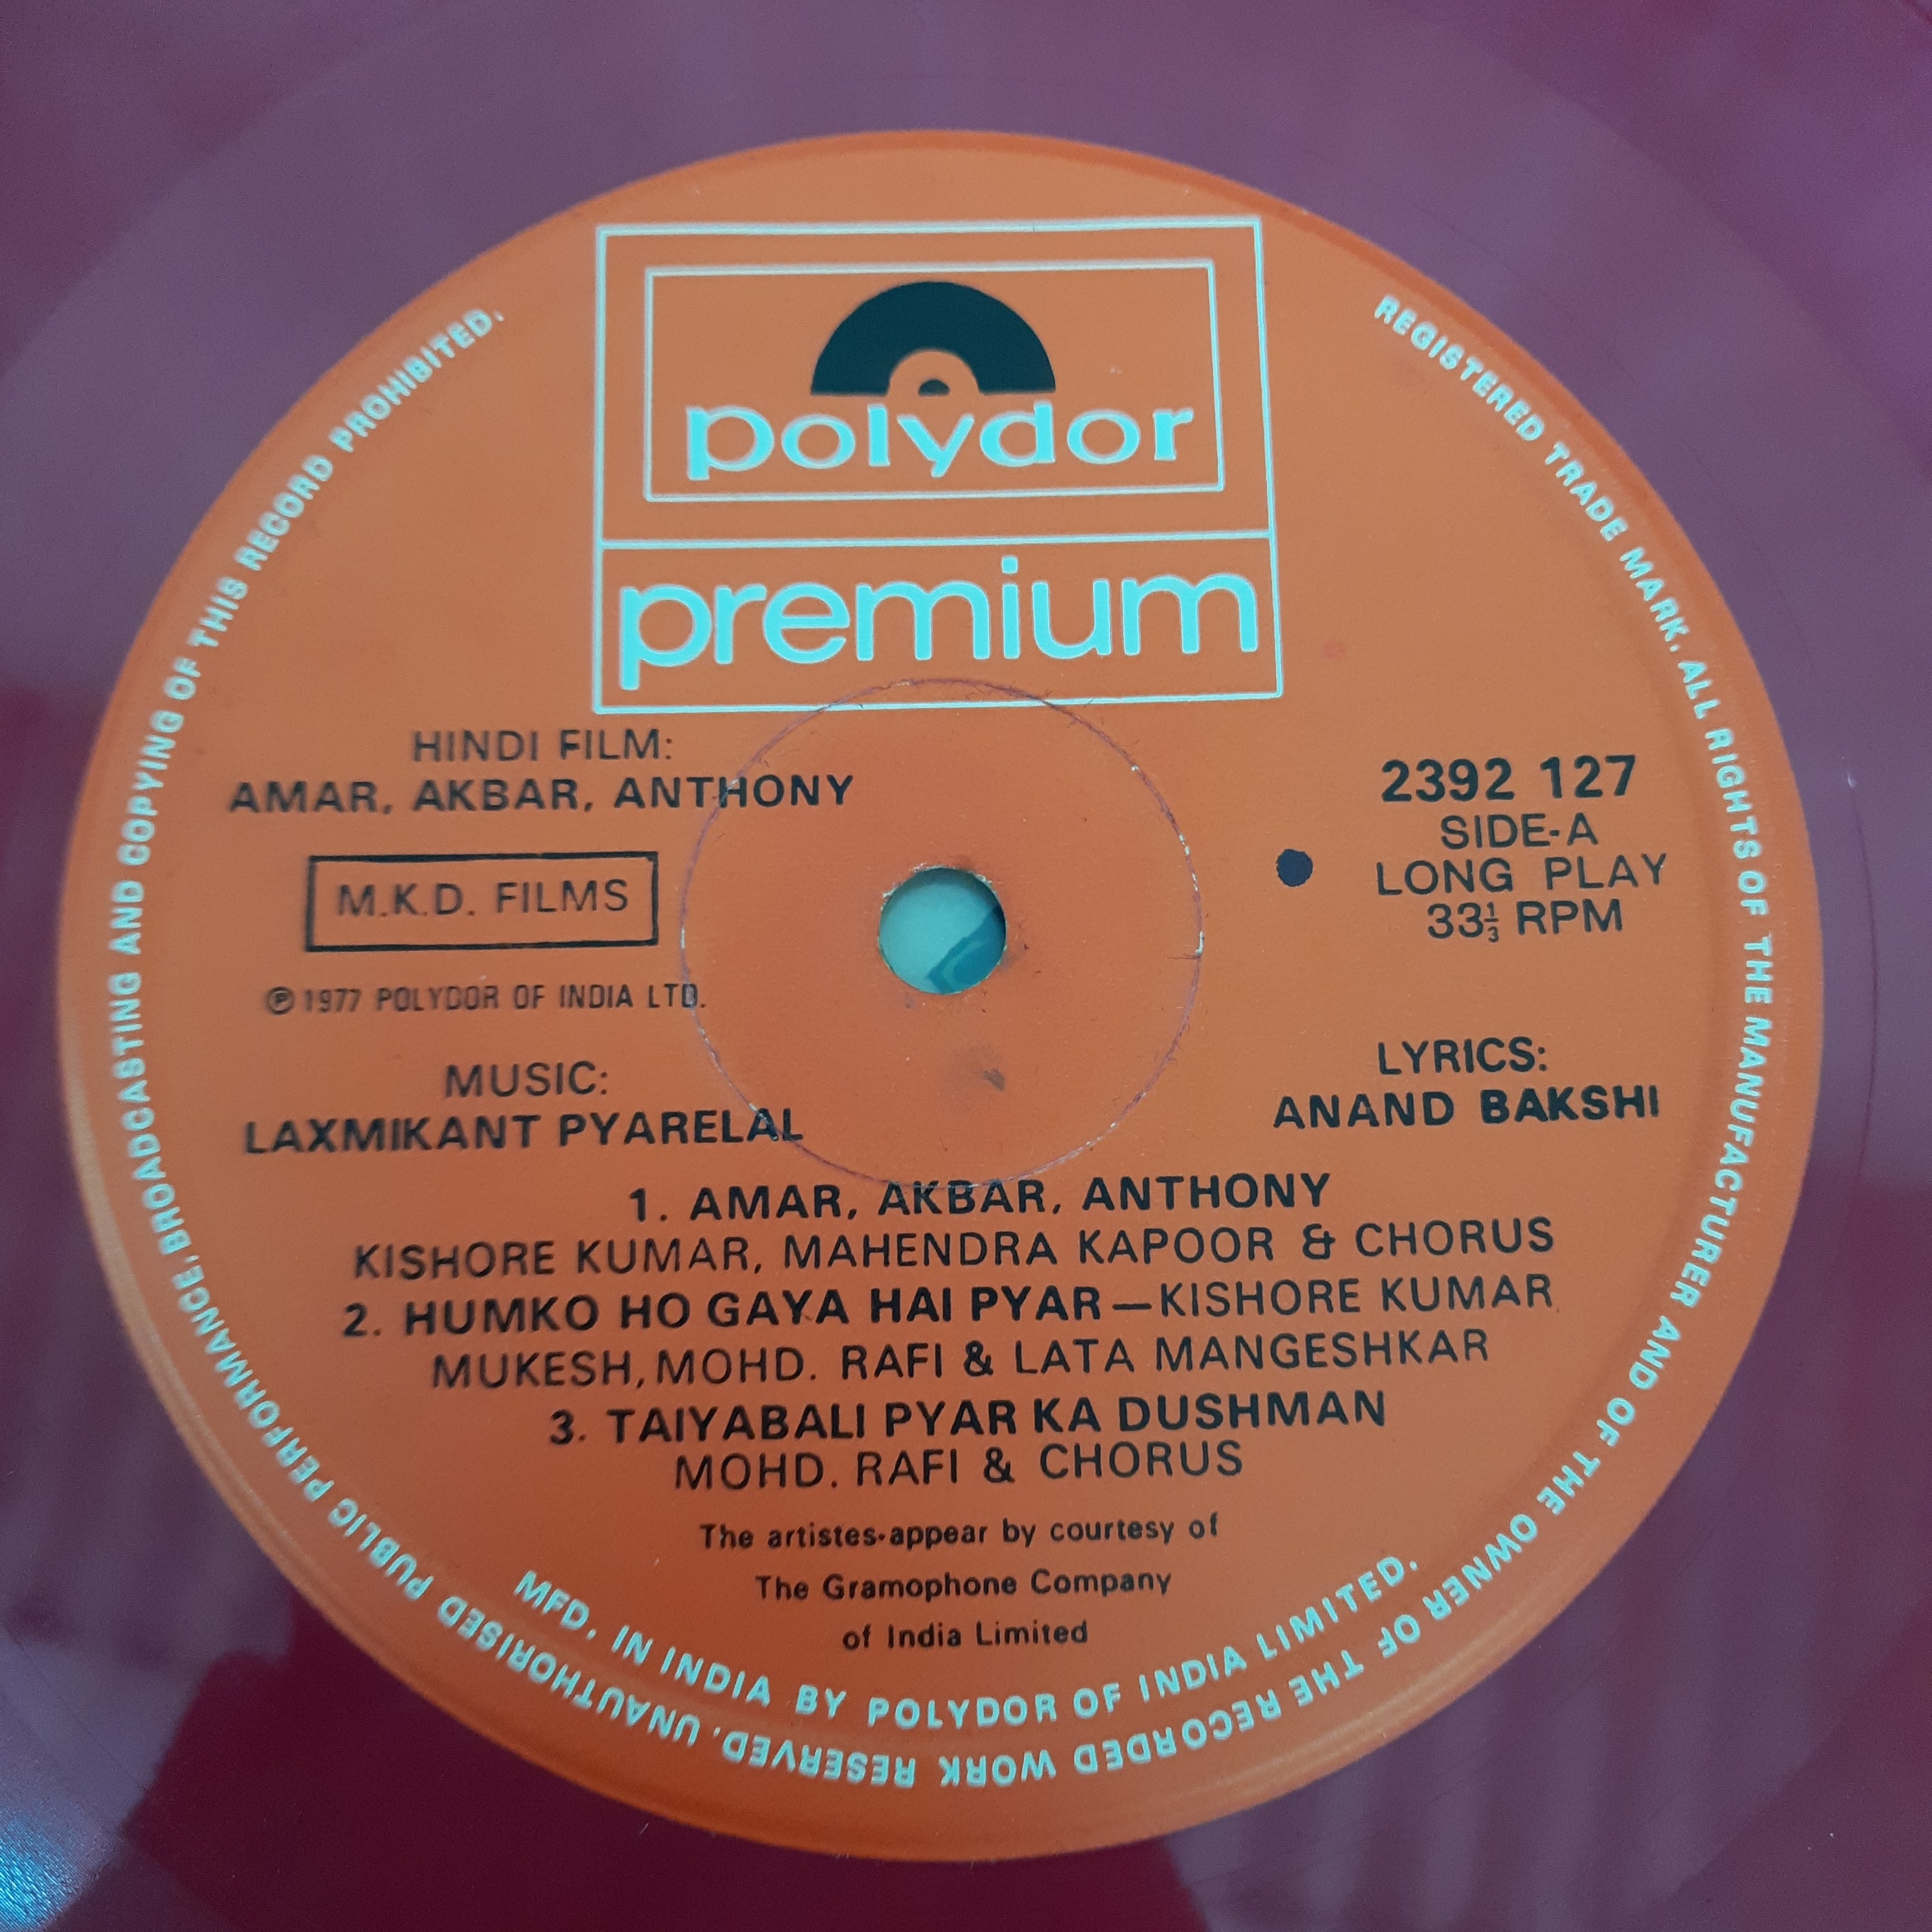 polydor
premium
HINDI FILM:
AMAR, AKBAR, ANTHONY
M.K.D. FILMS
℗ 1977 POLYDOR OF INDIA LTD.
2392 127
SIDE-A
LONG PLAY
33⅓ RPM
MUSIC:
LAXMIKANT PYARELAL
LYRICS:
ANAND BAKSHI
1. AMAR, AKBAR, ANTHONY
KISHORE KUMAR, MAHENDRA KAPOOR & CHORUS
2. HUMKO HO GAYA HAI PYAR—KISHORE KUMAR,
MUKESH, MOHD. RAFI & LATA MANGESHKAR
3. TAIYABALI PYAR KA DUSHMAN
MOHD. RAFI & CHORUS
The artistes appear by courtesy of
The Gramophone Company
of India Limited
MFD. IN INDIA BY POLYDOR OF INDIA LIMITED.
REGISTERED TRADE MARK. ALL RIGHTS OF THE MANUFACTURER AND OF THE OWNER OF THE RECORDED WORK RESERVED. UNAUTHORISED PUBLIC PERFORMANCE, BROADCASTING AND COPYING OF THIS RECORD PROHIBITED.